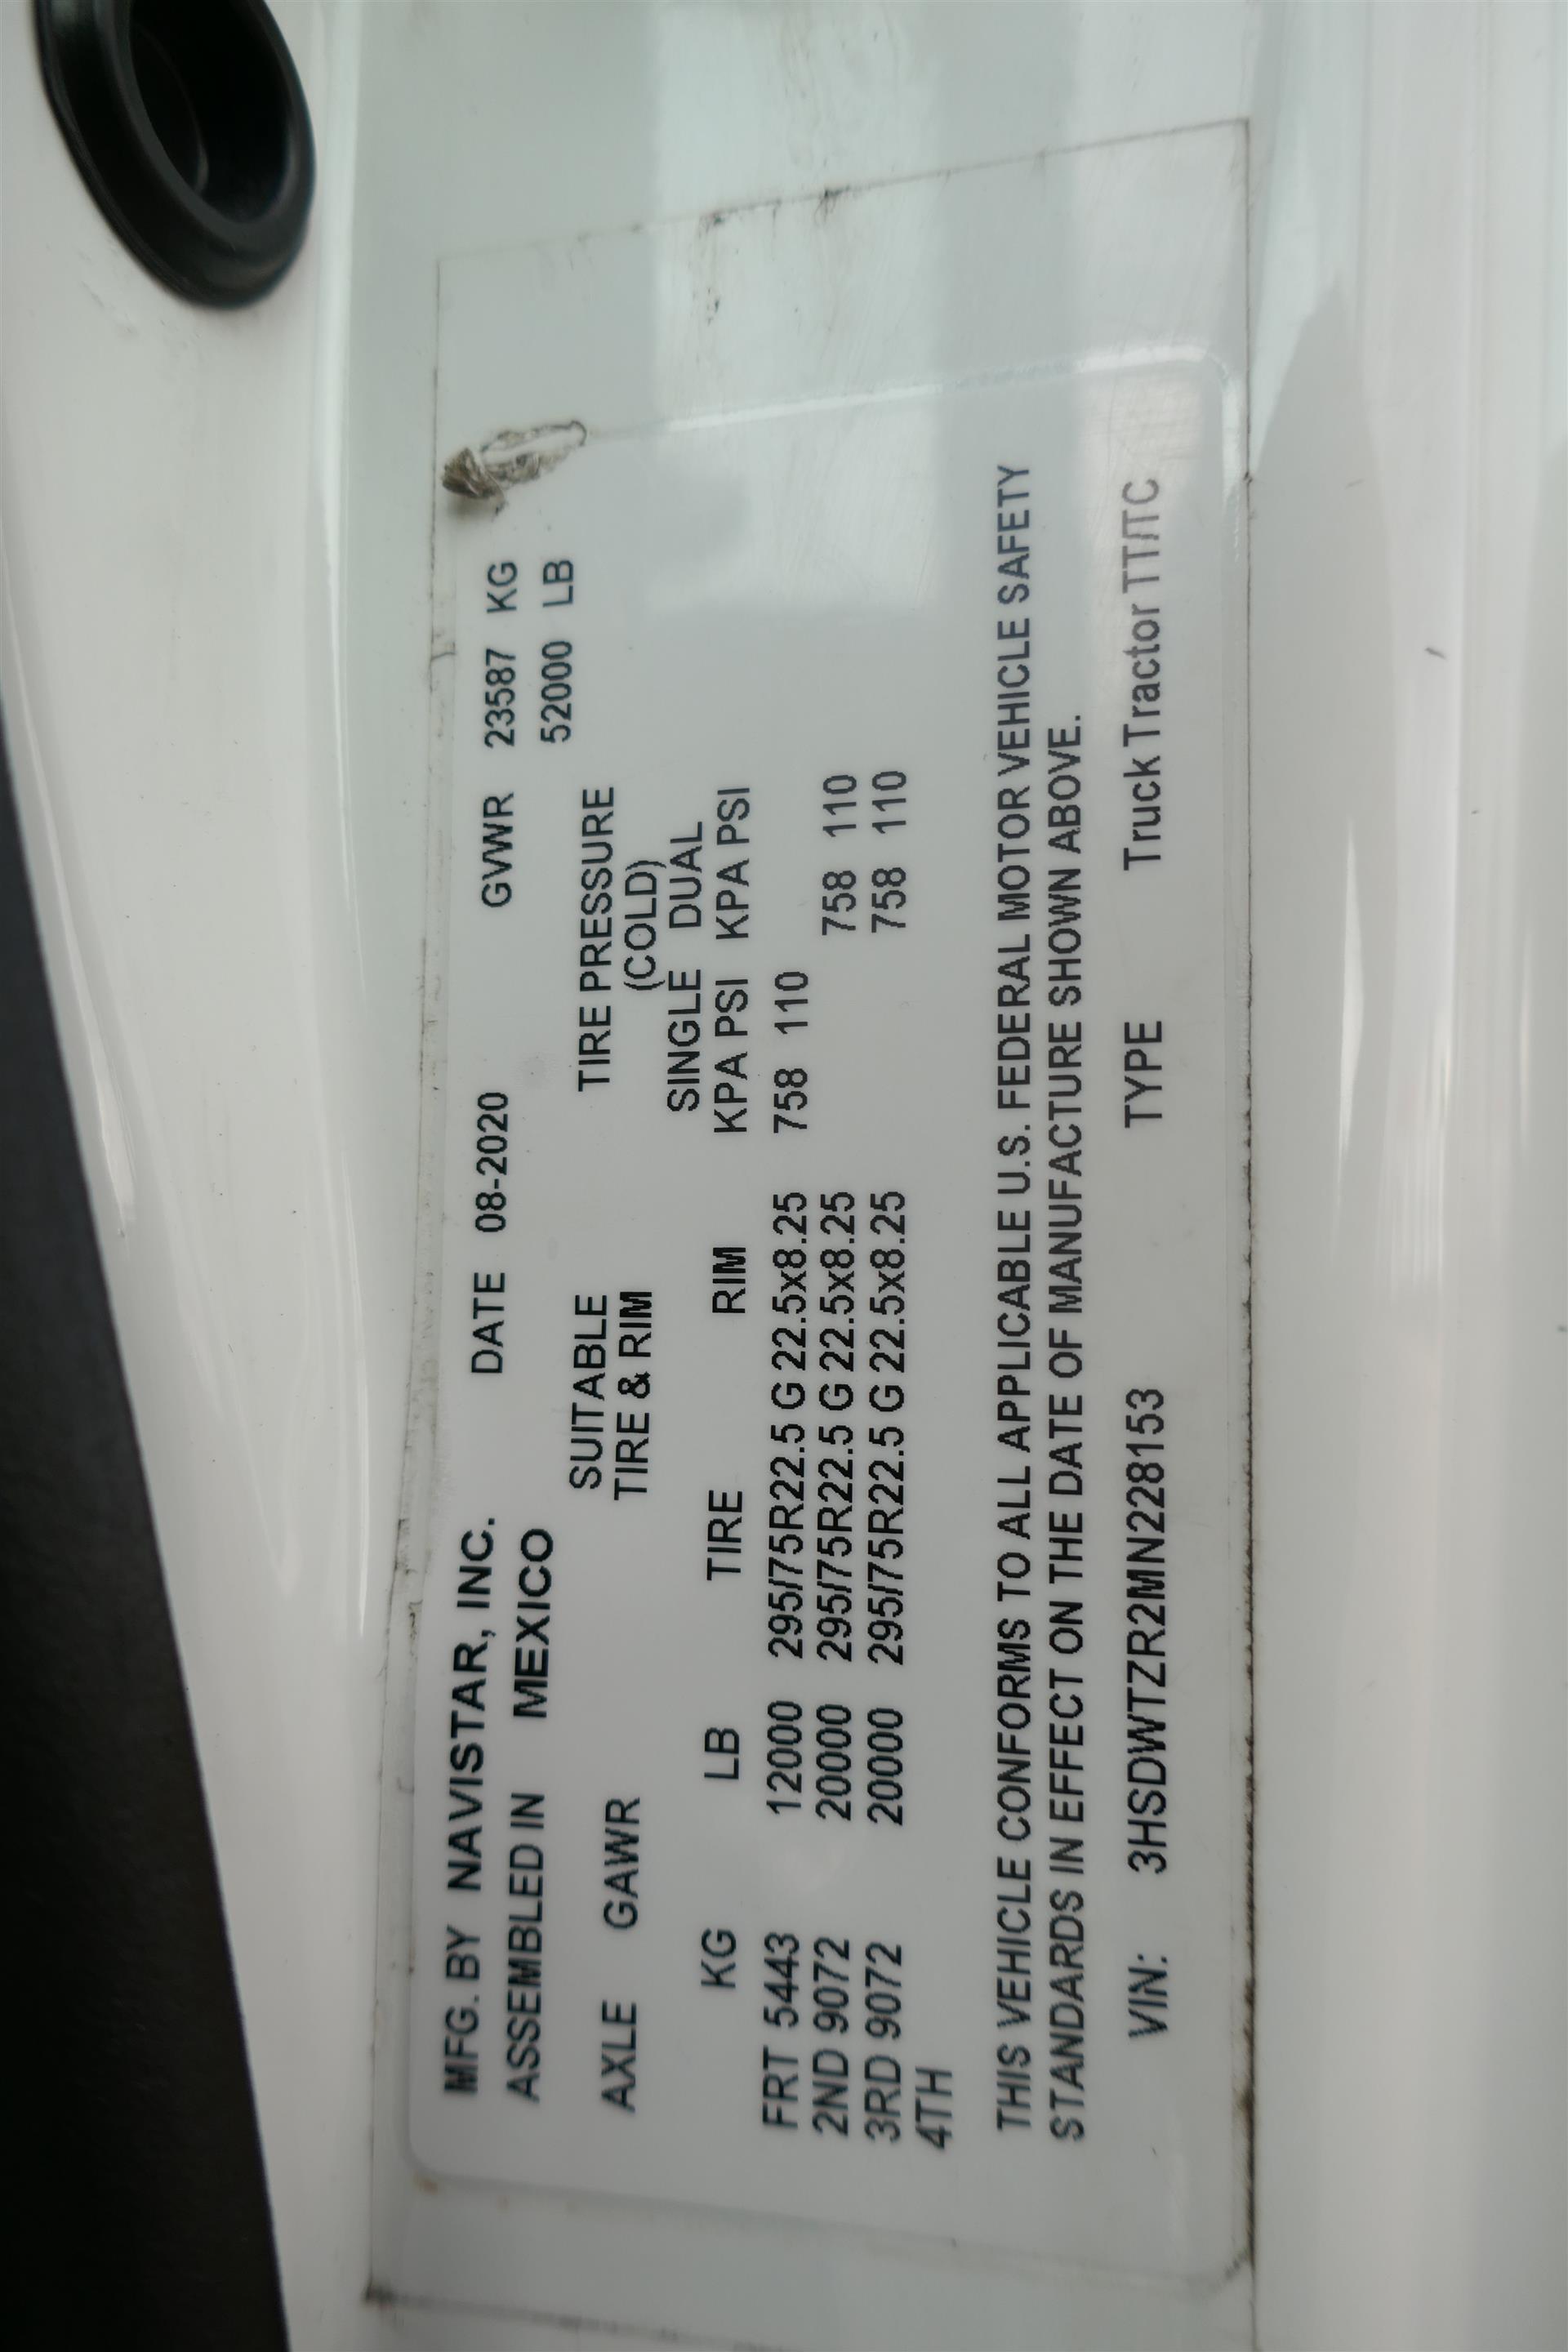 MFG. BY NAVISTAR, INC. DATE 08-2020 GVWR 23587 KG
ASSEMBLED IN MEXICO 52000 LB
SUITABLE TIRE PRESSURE
AXLE GAWR TIRE & RIM (COLD)
SINGLE DUAL
KG LB TIRE RIM KPA PSI KPA PSI
FRT 5443 12000 295/75R22.5 G 22.5x8.25 758 110
2ND 9072 20000 295/75R22.5 G 22.5x8.25 758 110
3RD 9072 20000 295/75R22.5 G 22.5x8.25 758 110
4TH
THIS VEHICLE CONFORMS TO ALL APPLICABLE U.S. FEDERAL MOTOR VEHICLE SAFETY
STANDARDS IN EFFECT ON THE DATE OF MANUFACTURE SHOWN ABOVE.
VIN: 3HSDWTZR2MN228153 TYPE Truck Tractor TT/TC